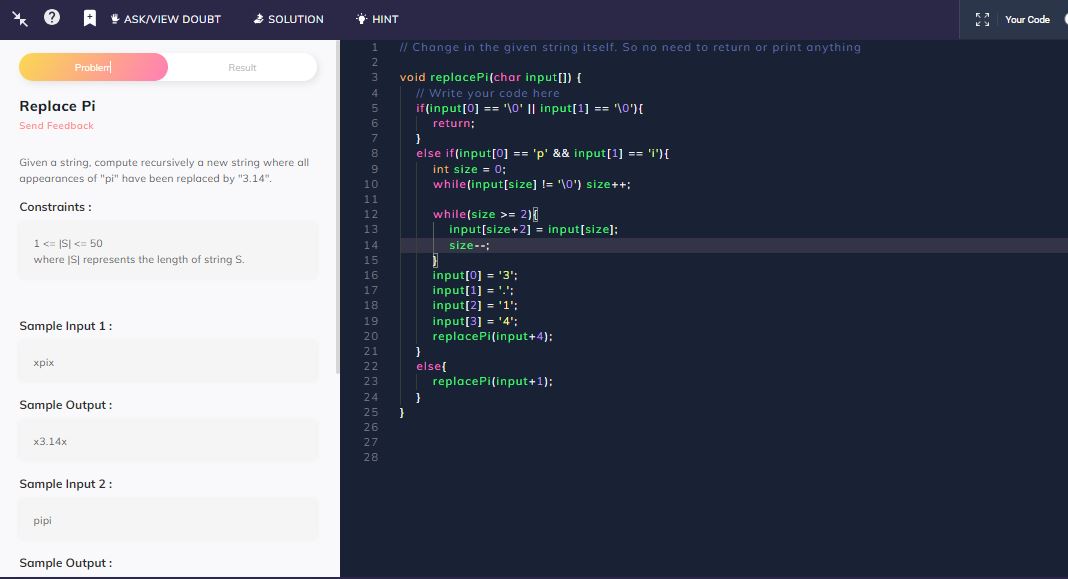 ASK/VIEW DOUBT
SOLUTION
HINT
Your Code
Problem
Result
Replace Pi
Send Feedback
Given a string, compute recursively a new string where all
appearances of "pi" have been replaced by "3.14".
Constraints :
1 <= |S| <= 50
where |S| represents the length of string S.
Sample Input 1 :
xpix
Sample Output :
x3.14x
Sample Input 2 :
pipi
Sample Output :
1 // Change in the given string itself. So no need to return or print anything
2
3 void replacePi(char input[]) {
4 // Write your code here
5 if(input[0] == '\0' || input[1] == '\0'){
6 return;
7 }
8 else if(input[0] == 'p' && input[1] == 'i'){
9 int size = 0;
10 while(input[size] != '\0') size++;
11
12 while(size >= 2){
13 input[size+2] = input[size];
14 size--;
15 }
16 input[0] = '3';
17 input[1] = '.';
18 input[2] = '1';
19 input[3] = '4';
20 replacePi(input+4);
21 }
22 else{
23 replacePi(input+1);
24 }
25 }
26
27
28